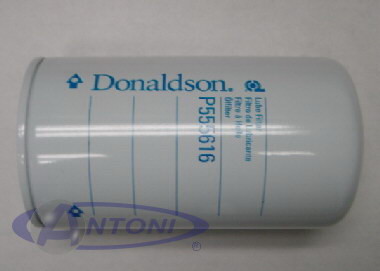 Donaldson.
P555616
Lube Filter
Filtro de Lubricante
Filtre à Huile
Ölfilter
ANTONI ©